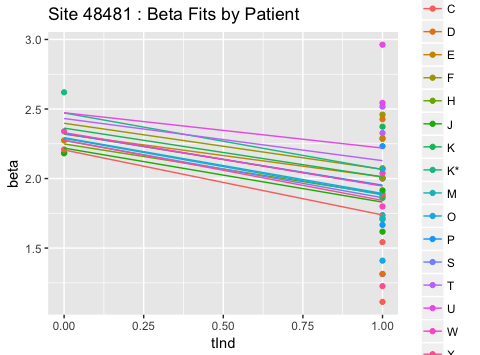 Site 48481 : Beta Fits by Patient
3.0
2.5
2.0
1.5
beta
0.00
0.25
0.50
0.75
1.00
tInd
C
D
E
F
H
J
K
K*
M
O
P
S
T
U
W